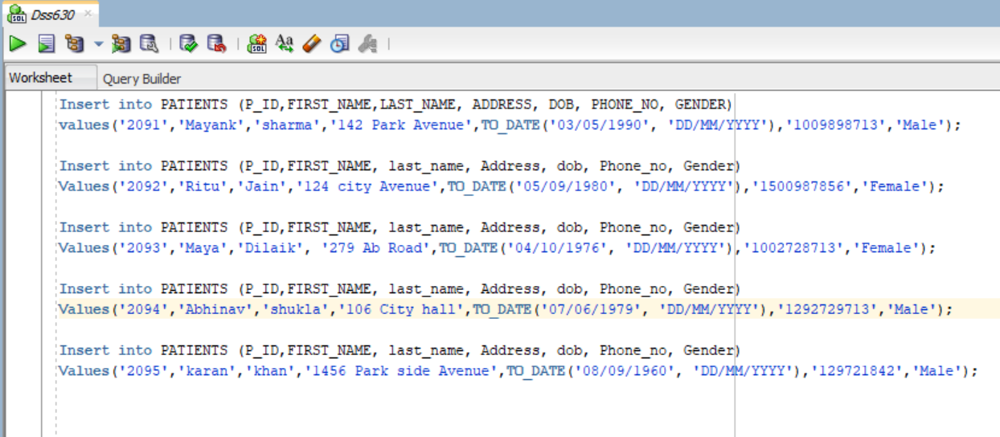 Dss630
Worksheet Query Builder
Insert into PATIENTS (P_ID,FIRST_NAME,LAST_NAME, ADDRESS, DOB, PHONE_NO, GENDER)
values('2091','Mayank','sharma','142 Park Avenue',TO_DATE('03/05/1990', 'DD/MM/YYYY'),'1009898713','Male');
Insert into PATIENTS (P_ID,FIRST_NAME, last_name, Address, dob, Phone_no, Gender)
Values('2092','Ritu','Jain','124 city Avenue',TO_DATE('05/09/1980', 'DD/MM/YYYY'),'1500987856','Female');
Insert into PATIENTS (P_ID,FIRST_NAME, last_name, Address, dob, Phone_no, Gender)
Values('2093','Maya','Dilaik', '279 Ab Road',TO_DATE('04/10/1976', 'DD/MM/YYYY'),'1002728713','Female');
Insert into PATIENTS (P_ID,FIRST_NAME, last_name, Address, dob, Phone_no, Gender)
Values('2094','Abhinav','shukla','106 City hall',TO_DATE('07/06/1979', 'DD/MM/YYYY'),'1292729713','Male');
Insert into PATIENTS (P_ID,FIRST_NAME, last_name, Address, dob, Phone_no, Gender)
Values('2095','karan','khan','1456 Park side Avenue',TO_DATE('08/09/1960', 'DD/MM/YYYY'),'129721842','Male');